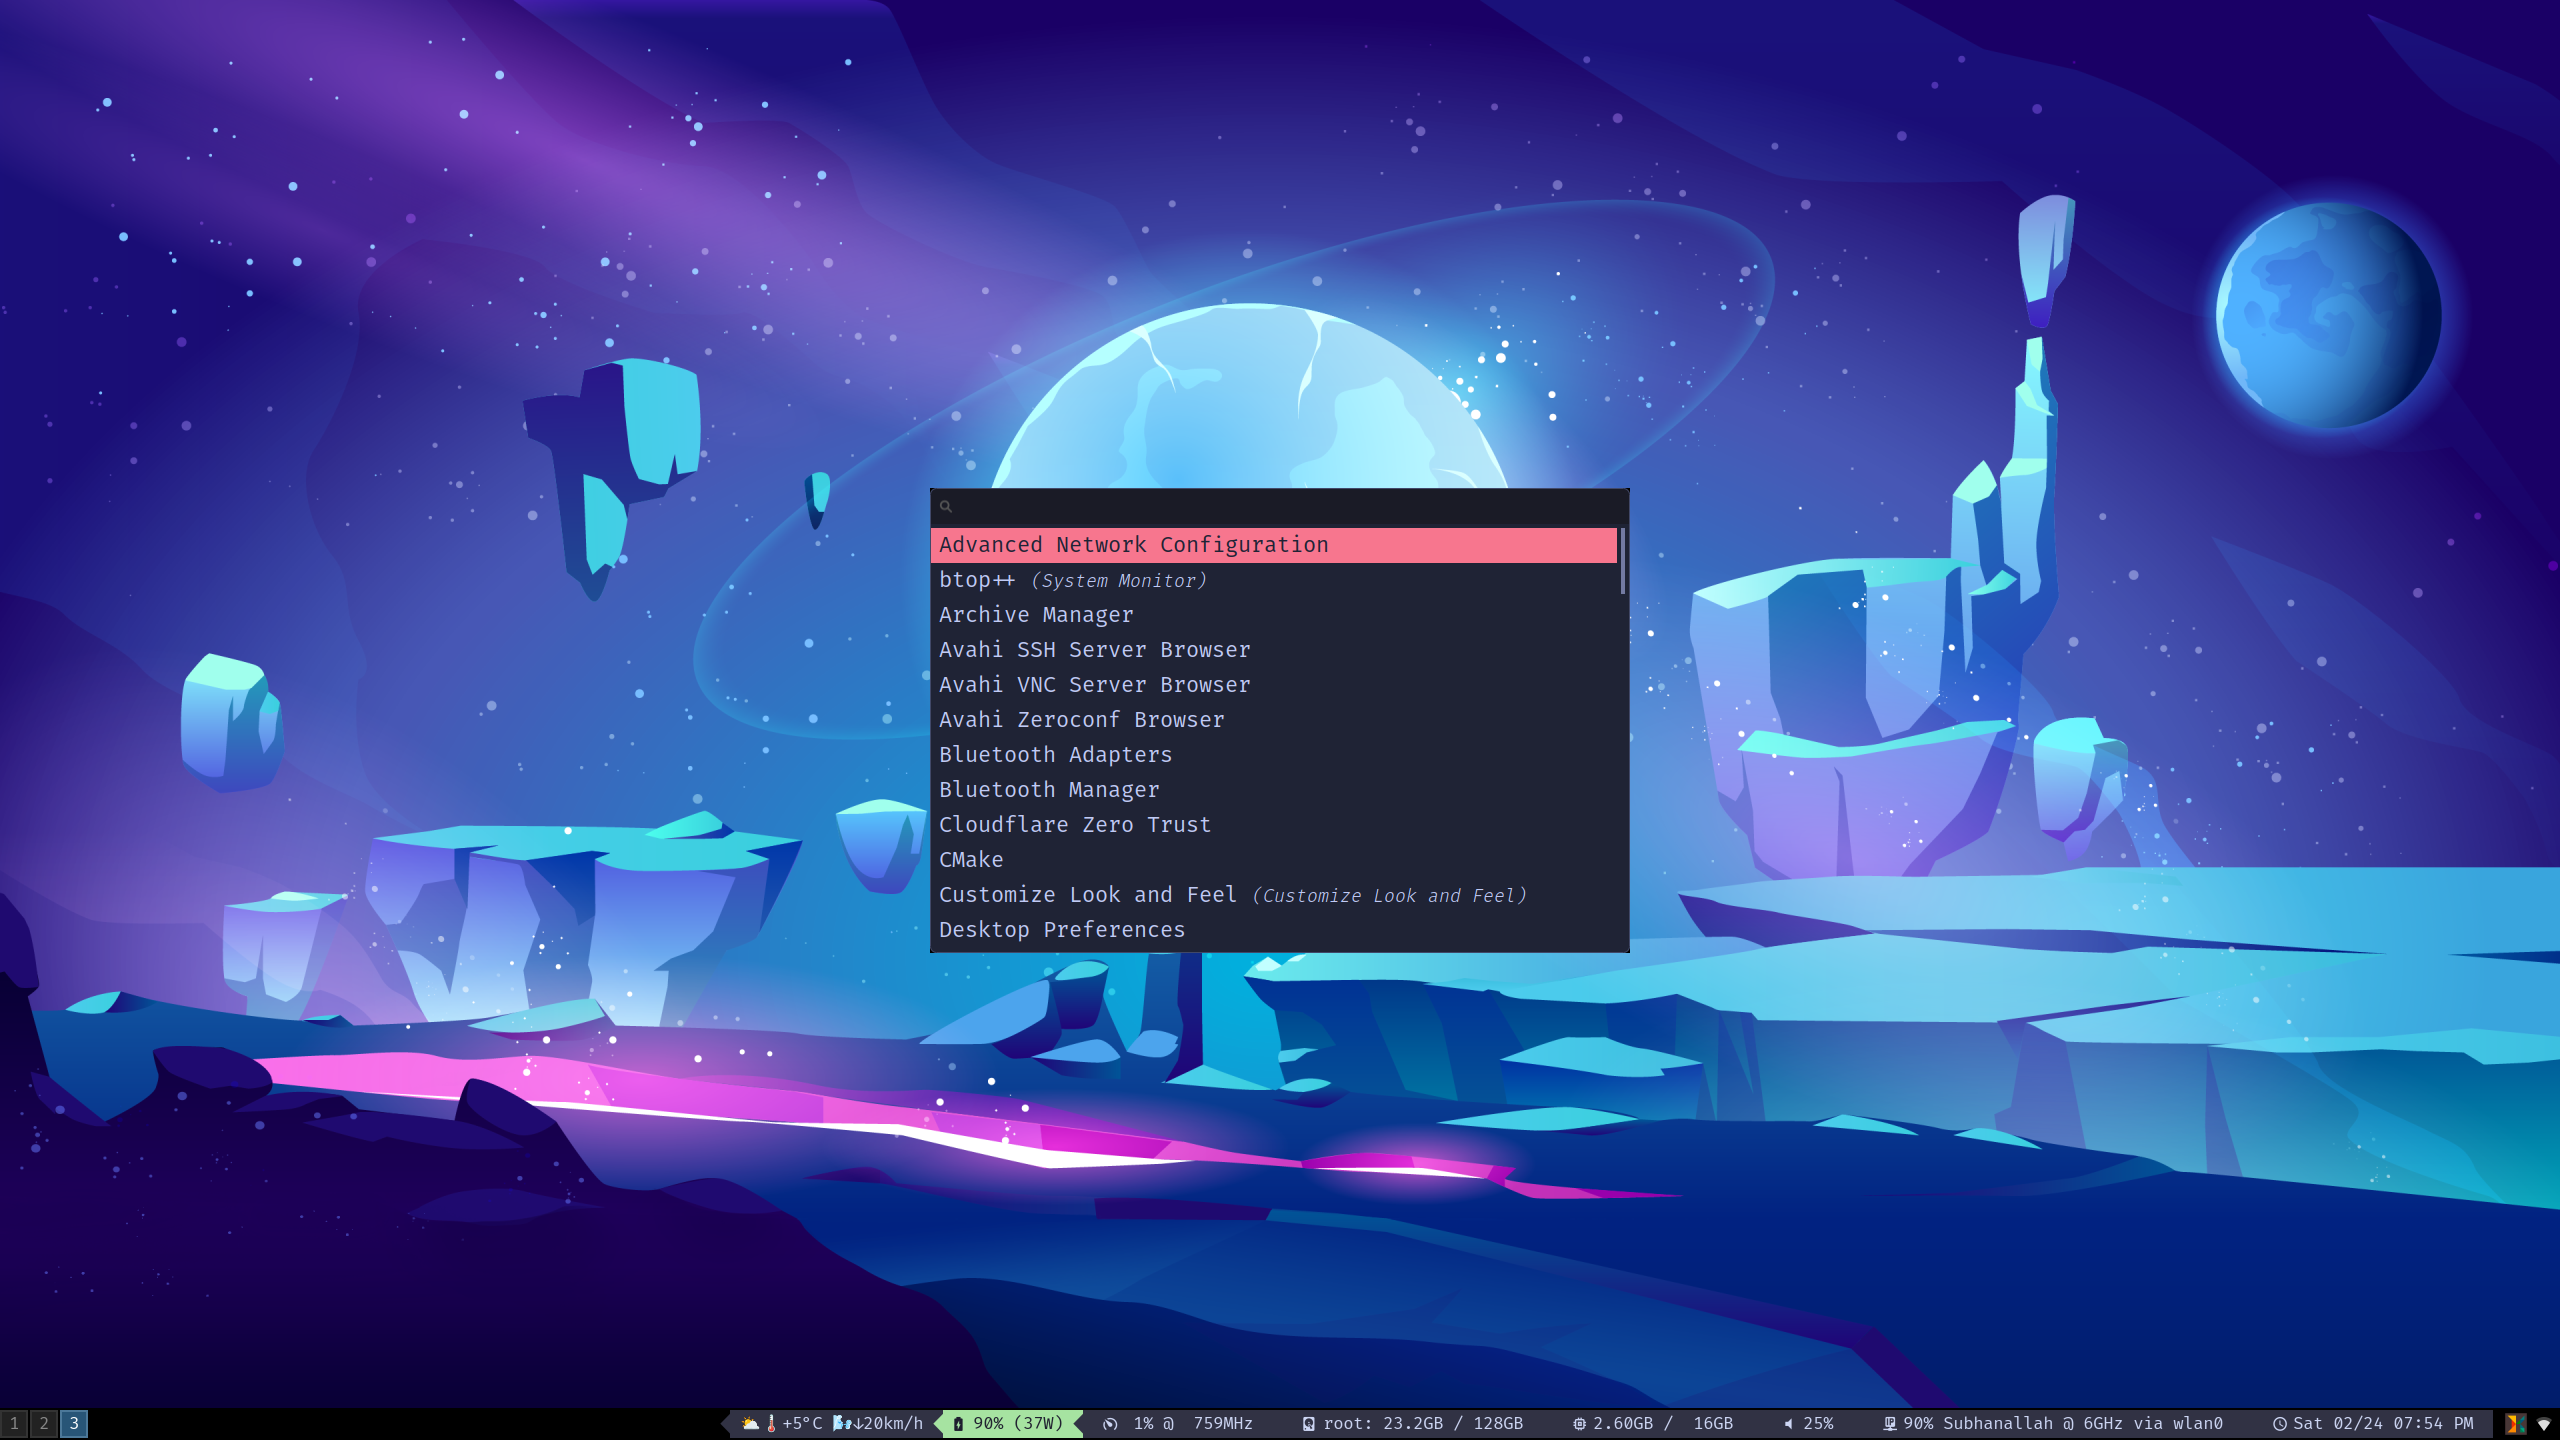 Advanced Network Configuration
btop++ (System Monitor)
Archive Manager
Avahi SSH Server Browser
Avahi VNC Server Browser
Avahi Zeroconf Browser
Bluetooth Adapters
Bluetooth Manager
Cloudflare Zero Trust
CMake
Customize Look and Feel (Customize Look and Feel)
Desktop Preferences
1 2 3 +5°C ↓20km/h 90% (37W) 1% @ 759MHz root: 23.2GB / 128GB 2.60GB / 16GB 25% 90% Subhanallah @ 6GHz via wlan0 Sat 02/24 07:54 PM